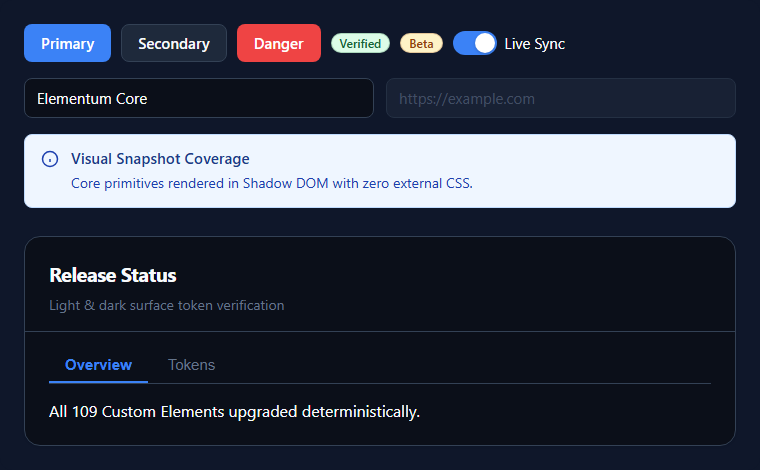 Primary Secondary Danger Verified Beta Live Sync
Elementum Core https://example.com
Visual Snapshot Coverage
Core primitives rendered in Shadow DOM with zero external CSS.
Release Status
Light & dark surface token verification
Overview Tokens
All 109 Custom Elements upgraded deterministically.